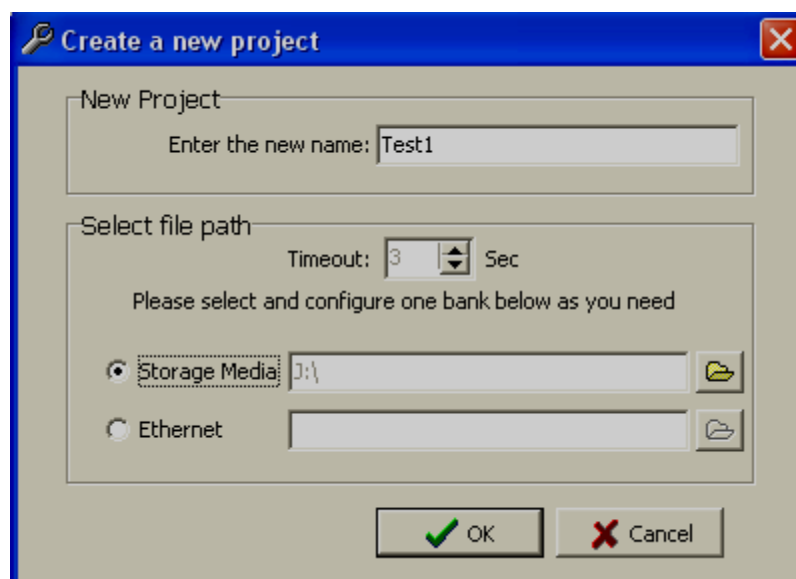 Create a new project
New Project
Enter the new name: Test1
Select file path
Timeout: 3 Sec
Please select and configure one bank below as you need
Storage Media J:\
Ethernet
OK Cancel